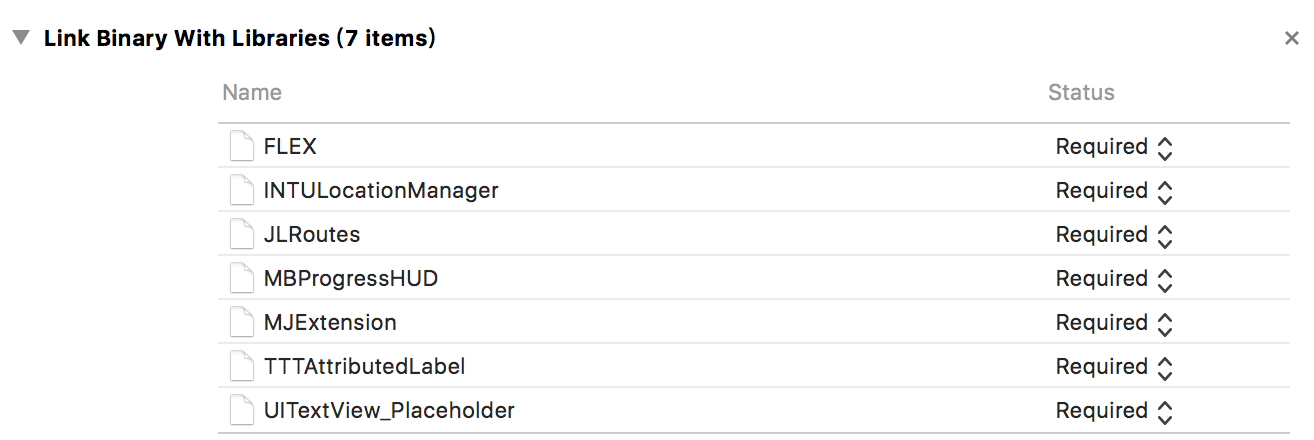 Link Binary With Libraries (7 items)
Name Status
FLEX Required
INTULocationManager Required
JLRoutes Required
MBProgressHUD Required
MJExtension Required
TTTAttributedLabel Required
UITextView_Placeholder Required